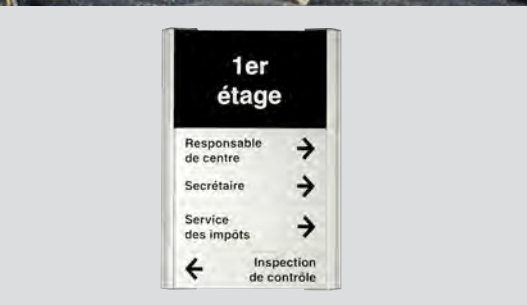 1er
étage
Responsable
de centre
→
Secrétaire
→
Service
des impôts
→
←
Inspection
de contrôle